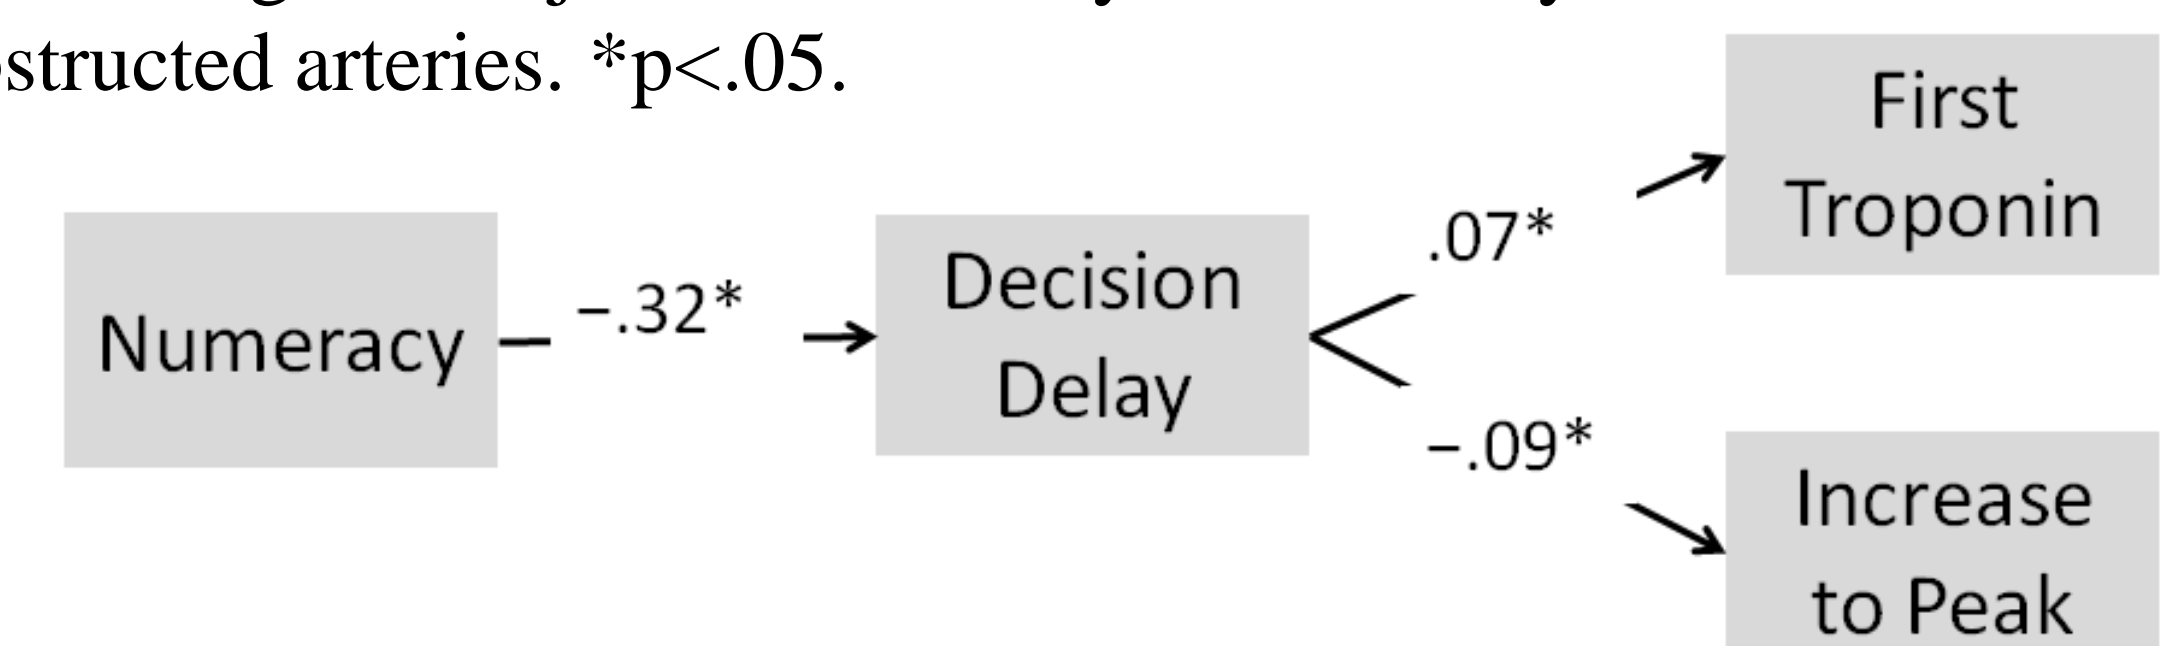 structed arteries. *p<.05.
First
Troponin
.07*
Numeracy
−.32*
Decision
Delay
−.09*
Increase
to Peak